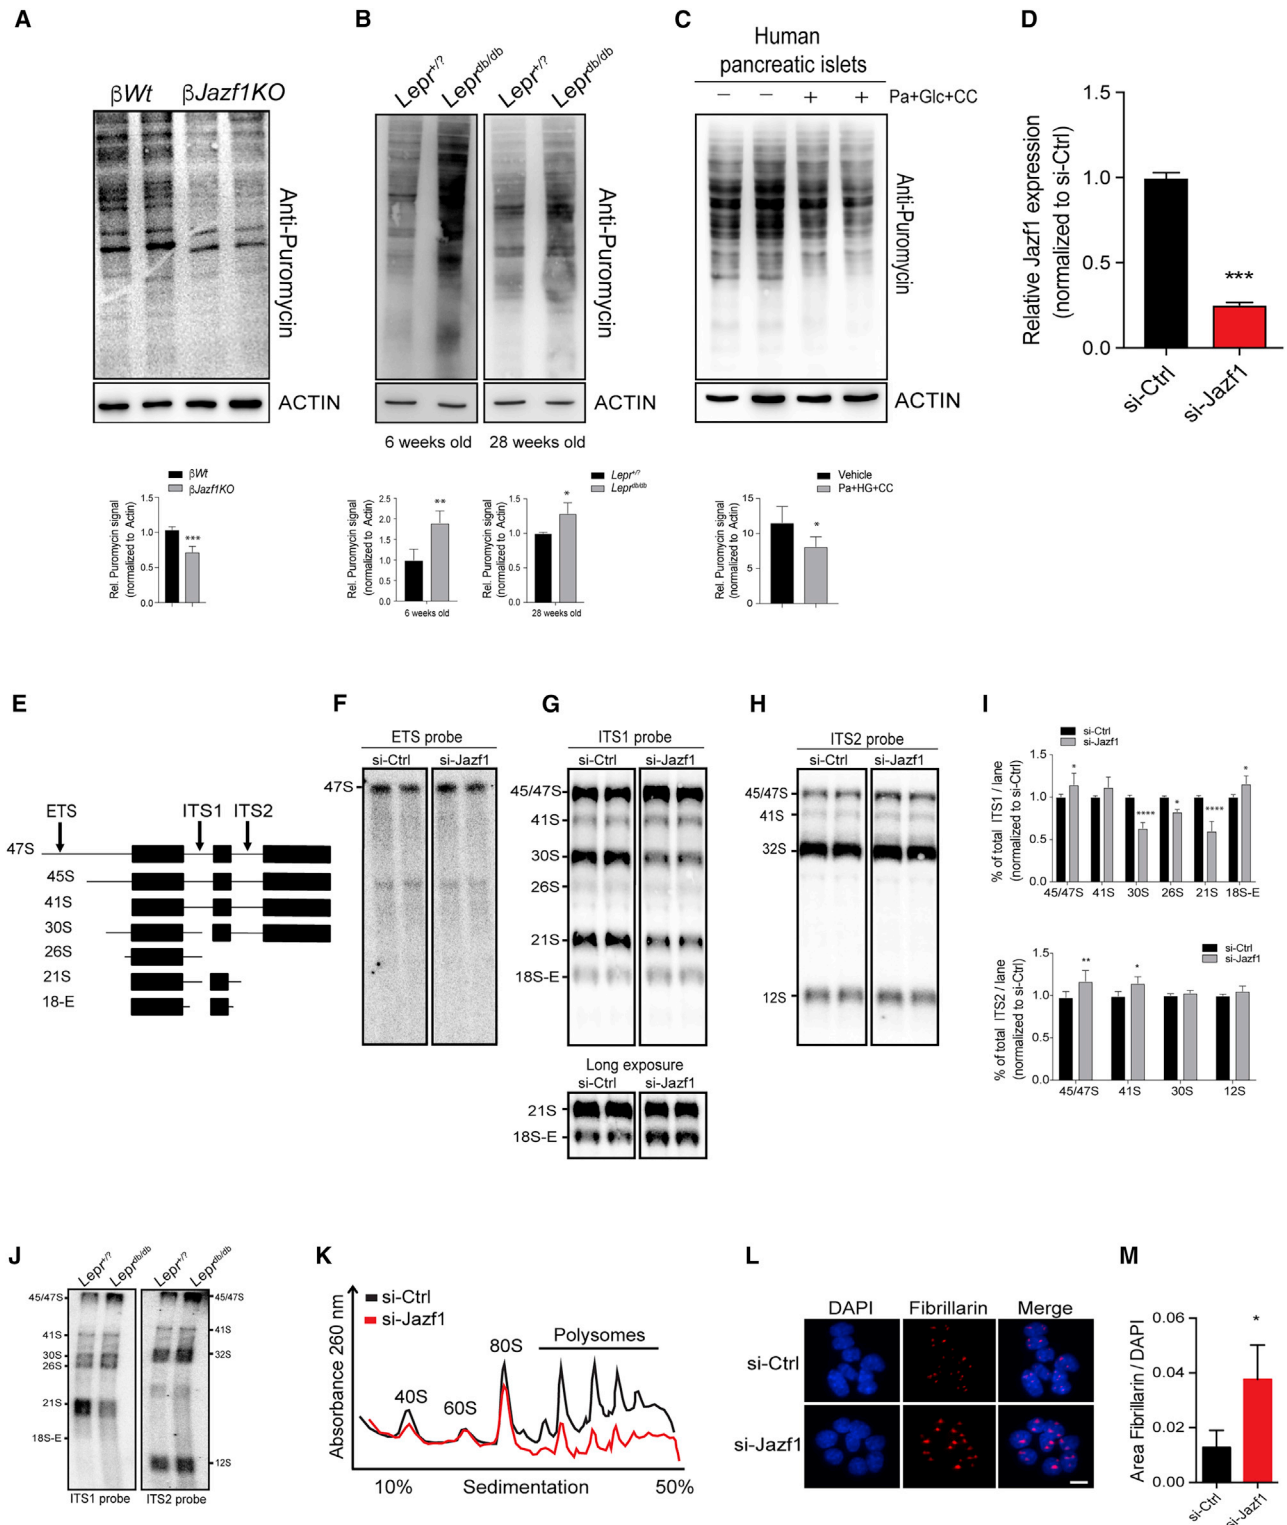 A
βWt βJazf1KO
Anti-Puromycin
ACTIN
βWt
βJazf1KO
Rel. Puromycin signal
(normalized to Actin)
1.5
1.0
0.5
0.0
***
B
Lepr+/? Leprdb/db Lepr+/? Leprdb/db
Anti-Puromycin
ACTIN
6 weeks old 28 weeks old
Lepr+/?
Leprdb/db
Rel. Puromycin signal
(normalized to Actin)
2.5
2.0
1.5
1.0
0.5
0.0
**
6 weeks old
Rel. Puromycin signal
(normalized to Actin)
1.5
1.0
0.5
0.0
*
28 weeks old
C
Human
pancreatic islets
− − + + Pa+Glc+CC
Anti-Puromycin
ACTIN
Vehicle
Pa+HG+CC
Rel. Puromycin signal
(normalized to Actin)
15
10
5
0
*
D
Relative Jazf1 expression
(normalized to si-Ctrl)
1.5
1.0
0.5
0.0
***
si-Ctrl
si-Jazf1
E
ETS ITS1 ITS2
47S
45S
41S
30S
26S
21S
18-E
F
ETS probe
si-Ctrl si-Jazf1
47S
G
ITS1 probe
si-Ctrl si-Jazf1
45/47S
41S
30S
26S
21S
18S-E
Long exposure
si-Ctrl si-Jazf1
21S
18S-E
H
ITS2 probe
si-Ctrl si-Jazf1
45/47S
41S
32S
12S
I
si-Ctrl
si-Jazf1
% of total ITS1 / lane
(normalized to si-Ctrl)
1.5
1.0
0.5
0.0
* **** * **** *
45/47S 41S 30S 26S 21S 18S-E
si-Ctrl
si-Jazf1
% of total ITS2 / lane
(normalized to si-Ctrl)
1.5
1.0
0.5
0.0
** *
45/47S 41S 30S 12S
J
Lepr+/? Leprdb/db Lepr+/? Leprdb/db
45/47S
41S
30S
26S
21S
18S-E
45/47S
41S
32S
12S
ITS1 probe ITS2 probe
K
si-Ctrl
si-Jazf1
Absorbance 260 nm
40S
60S
80S
Polysomes
10% Sedimentation 50%
L
DAPI Fibrillarin Merge
si-Ctrl
si-Jazf1
M
Area Fibrillarin / DAPI
0.06
0.04
0.02
0.00
*
si-Ctrl
si-Jazf1